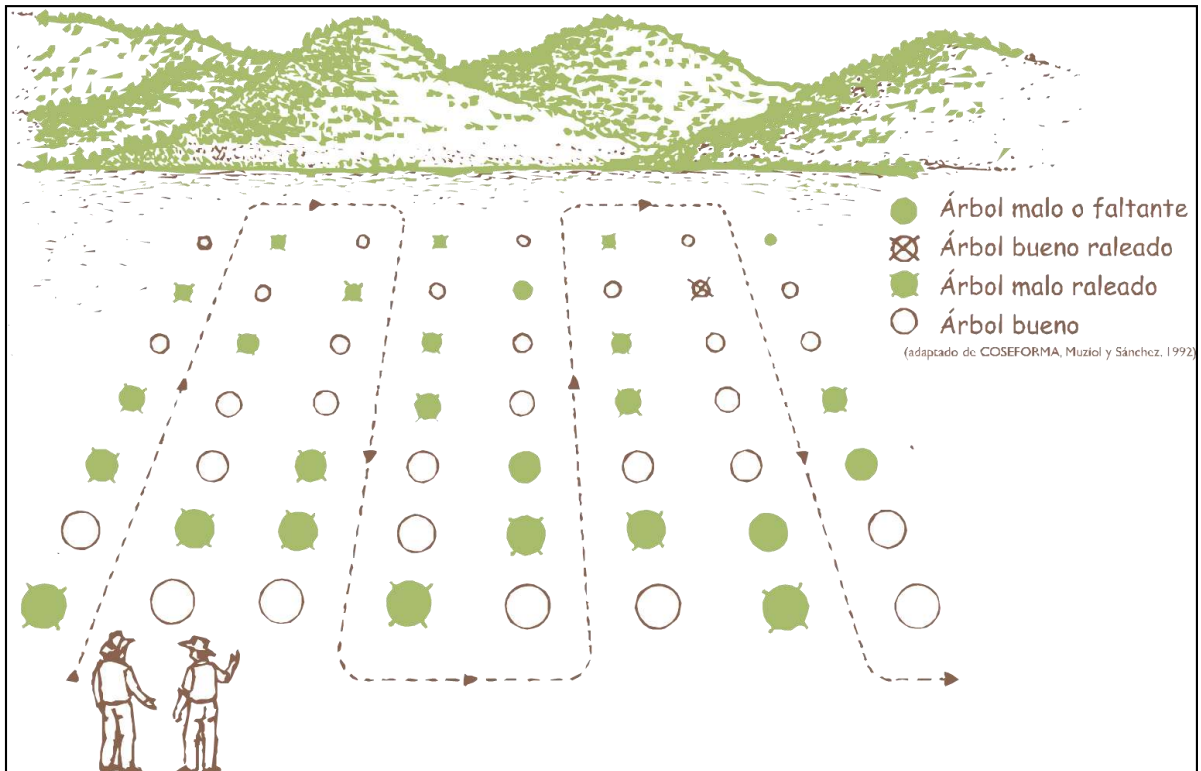 Árbol malo o faltante
Árbol bueno raleado
Árbol malo raleado
Árbol bueno
(adaptado de COSEFORMA, Muziol y Sánchez, 1992)